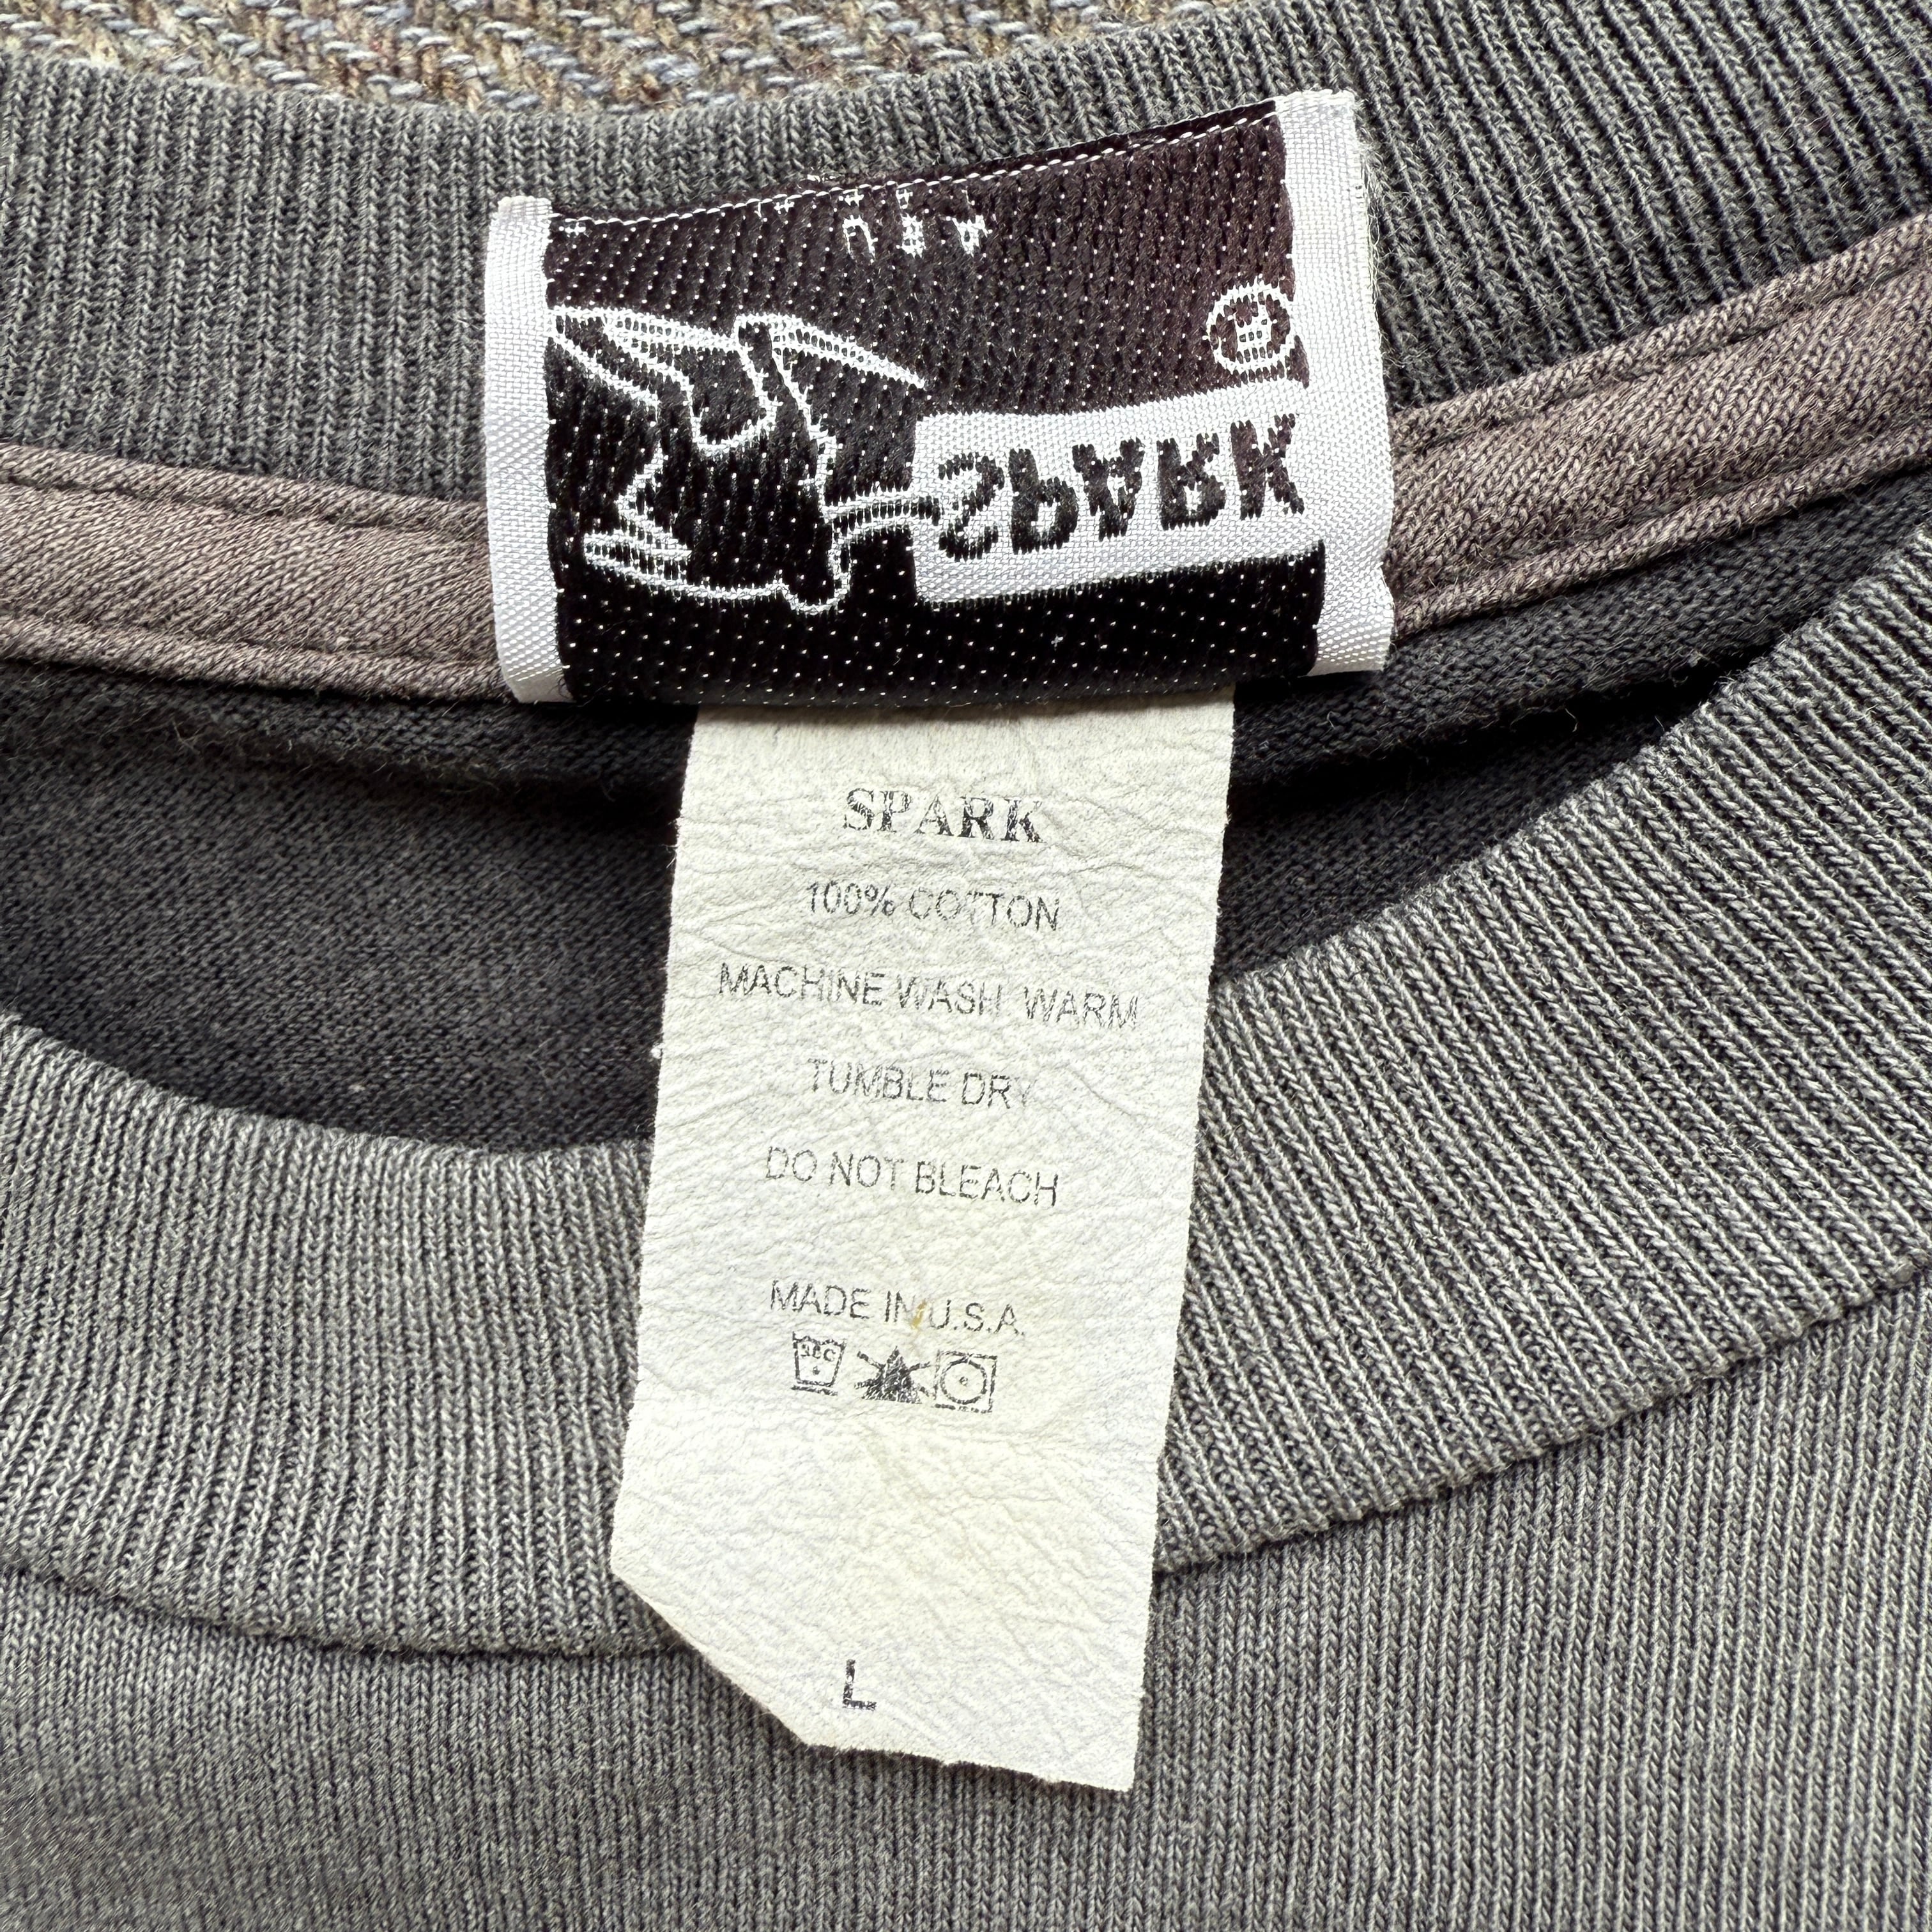 ®
SPARK
SPARK
100% COTTON
MACHINE WASH WARM
TUMBLE DRY
DO NOT BLEACH
MADE IN U.S.A.
L